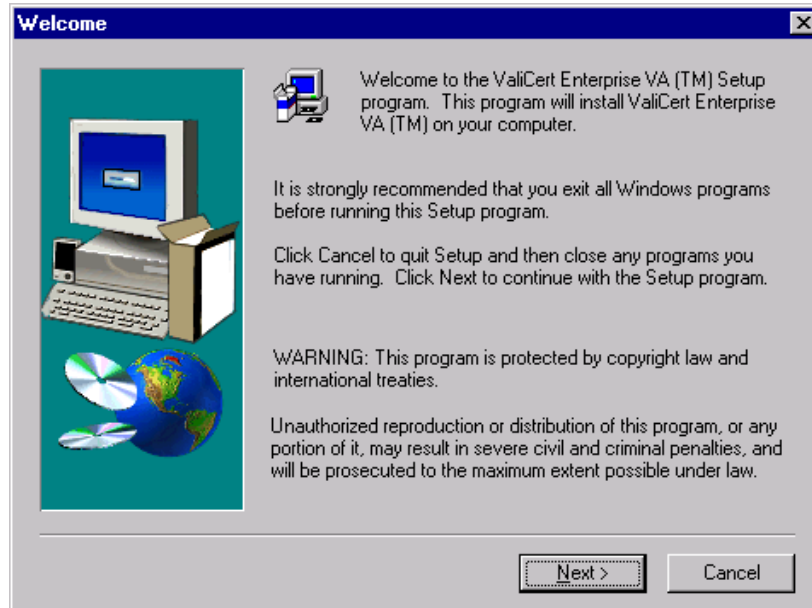 Welcome
Welcome to the ValiCert Enterprise VA (TM) Setup
program.  This program will install ValiCert Enterprise
VA (TM) on your computer.
It is strongly recommended that you exit all Windows programs
before running this Setup program.
Click Cancel to quit Setup and then close any programs you
have running.  Click Next to continue with the Setup program.
WARNING: This program is protected by copyright law and
international treaties.
Unauthorized reproduction or distribution of this program, or any
portion of it, may result in severe civil and criminal penalties, and
will be prosecuted to the maximum extent possible under law.
Next >
Cancel